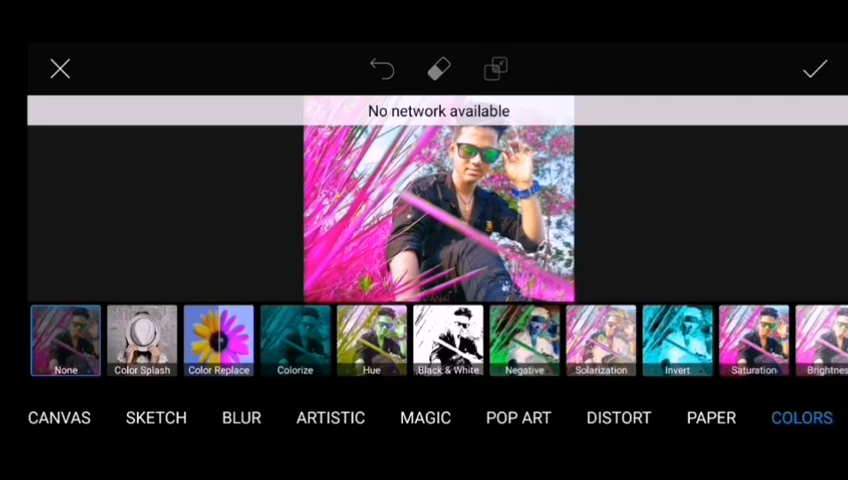 No network available
None
Color Splash
Color Replace
Colorize
Hue
Black & White
Negative
Solarization
Invert
Saturation
Brightnes
CANVAS
SKETCH
BLUR
ARTISTIC
MAGIC
POP ART
DISTORT
PAPER
COLORS